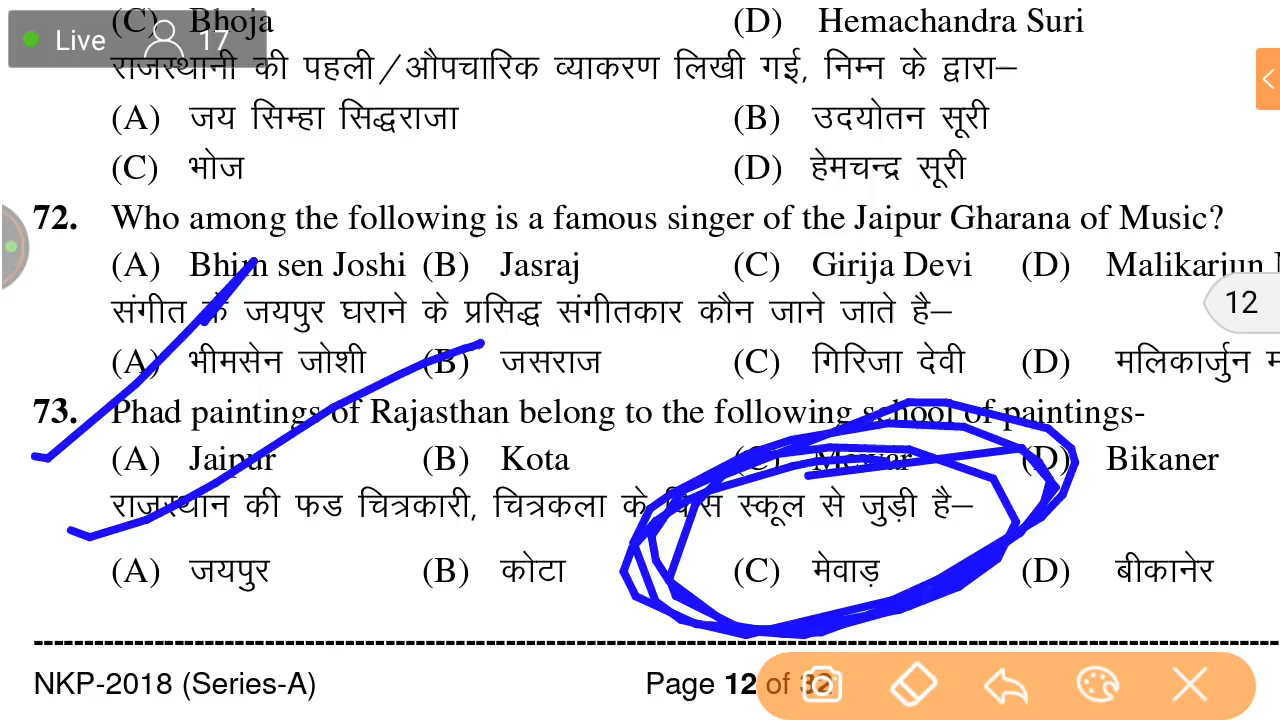 (C) Bhoja (D) Hemachandra Suri
Live 17
राजस्थानी की पहली/औपचारिक व्याकरण लिखी गई, निम्न के द्वारा–
(A) जय सिम्हा सिद्धराजा (B) उदयोतन सूरी
(C) भोज (D) हेमचन्द्र सूरी
72. Who among the following is a famous singer of the Jaipur Gharana of Music?
(A) Bhim sen Joshi (B) Jasraj (C) Girija Devi (D) Malikarjun
12
संगीत के जयपुर घराने के प्रसिद्ध संगीतकार कौन जाने जाते है–
(A) भीमसेन जोशी (B) जसराज (C) गिरिजा देवी (D) मलिकार्जुन
73. Phad paintings of Rajasthan belong to the following school of paintings-
(A) Jaipur (B) Kota (C) Mewar (D) Bikaner
राजस्थान की फड चित्रकारी, चित्रकला के किस स्कूल से जुड़ी है–
(A) जयपुर (B) कोटा (C) मेवाड़ (D) बीकानेर
NKP-2018 (Series-A) Page 12 of 32